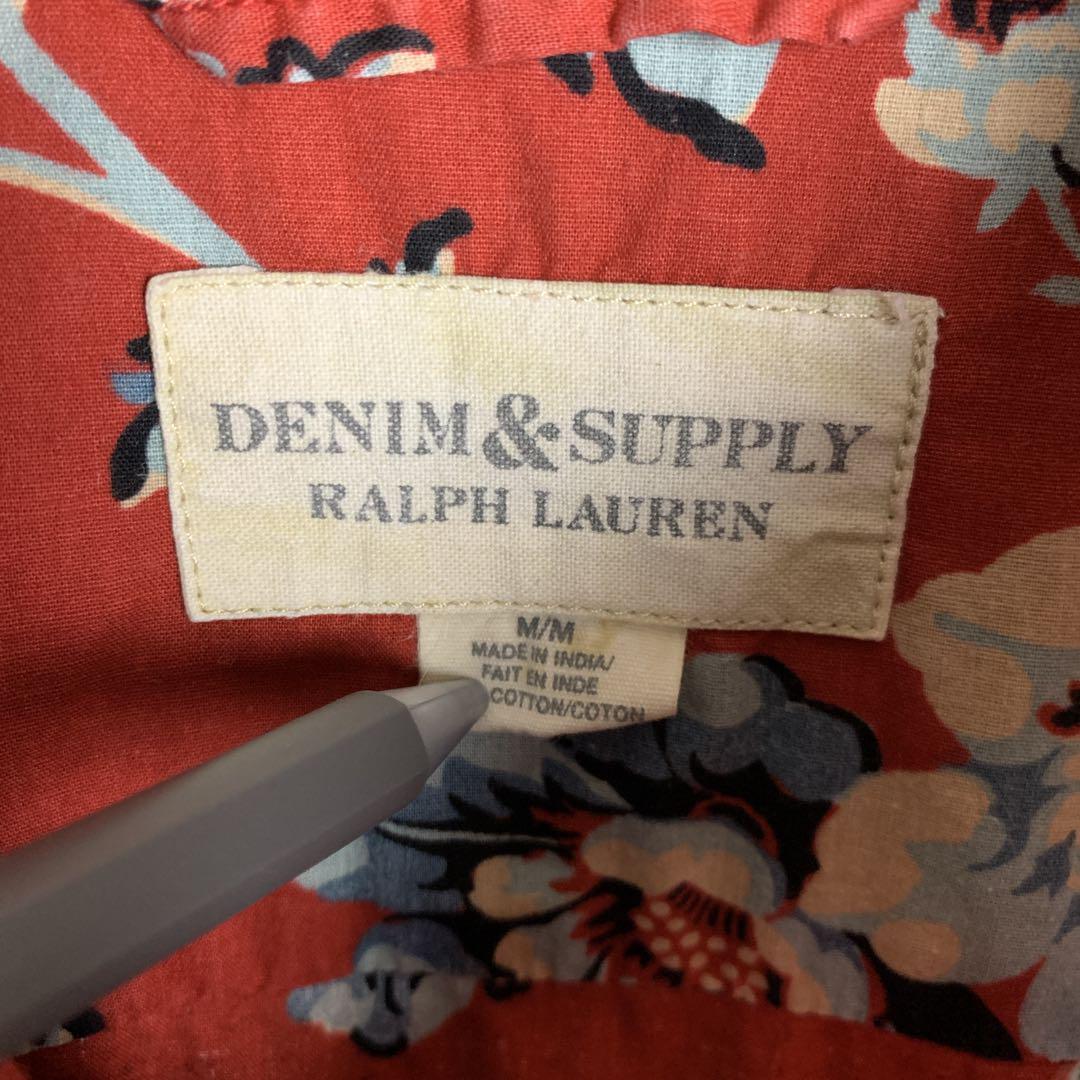 DENIM & SUPPLY
RALPH LAUREN
M/M
MADE IN INDIA/
FAIT EN INDE
COTTON/COTON